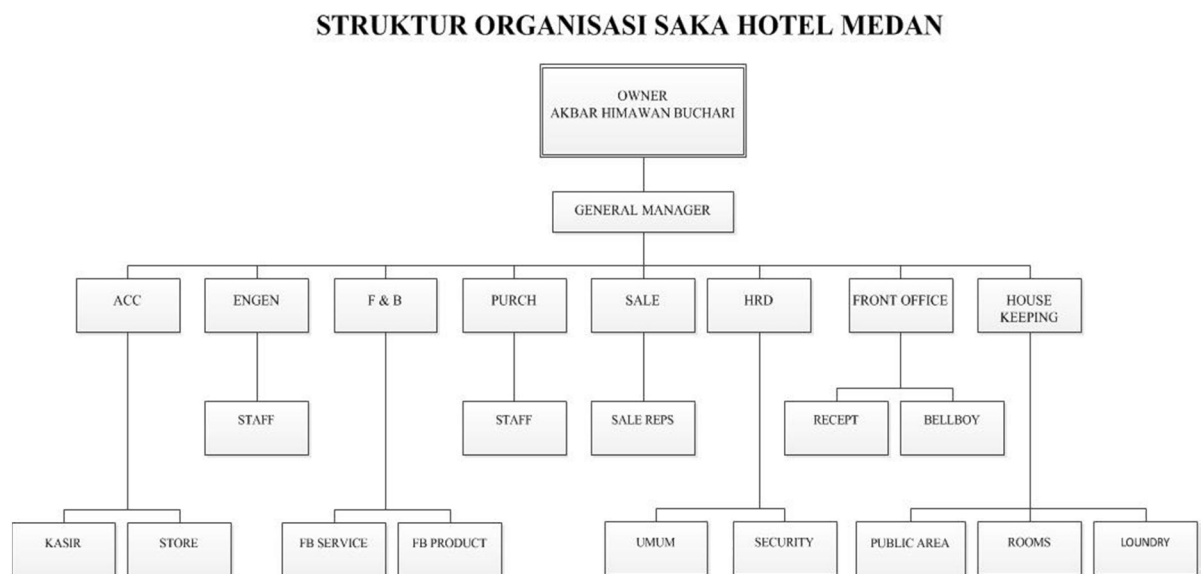 STRUKTUR ORGANISASI SAKA HOTEL MEDAN
OWNER
AKBAR HIMAWAN BUCHARI
GENERAL MANAGER
ACC
ENGEN
F & B
PURCH
SALE
HRD
FRONT OFFICE
HOUSE
KEEPING
STAFF
STAFF
SALE REPS
RECEPT
BELLBOY
KASIR
STORE
FB SERVICE
FB PRODUCT
UMUM
SECURITY
PUBLIC AREA
ROOMS
LOUNDRY